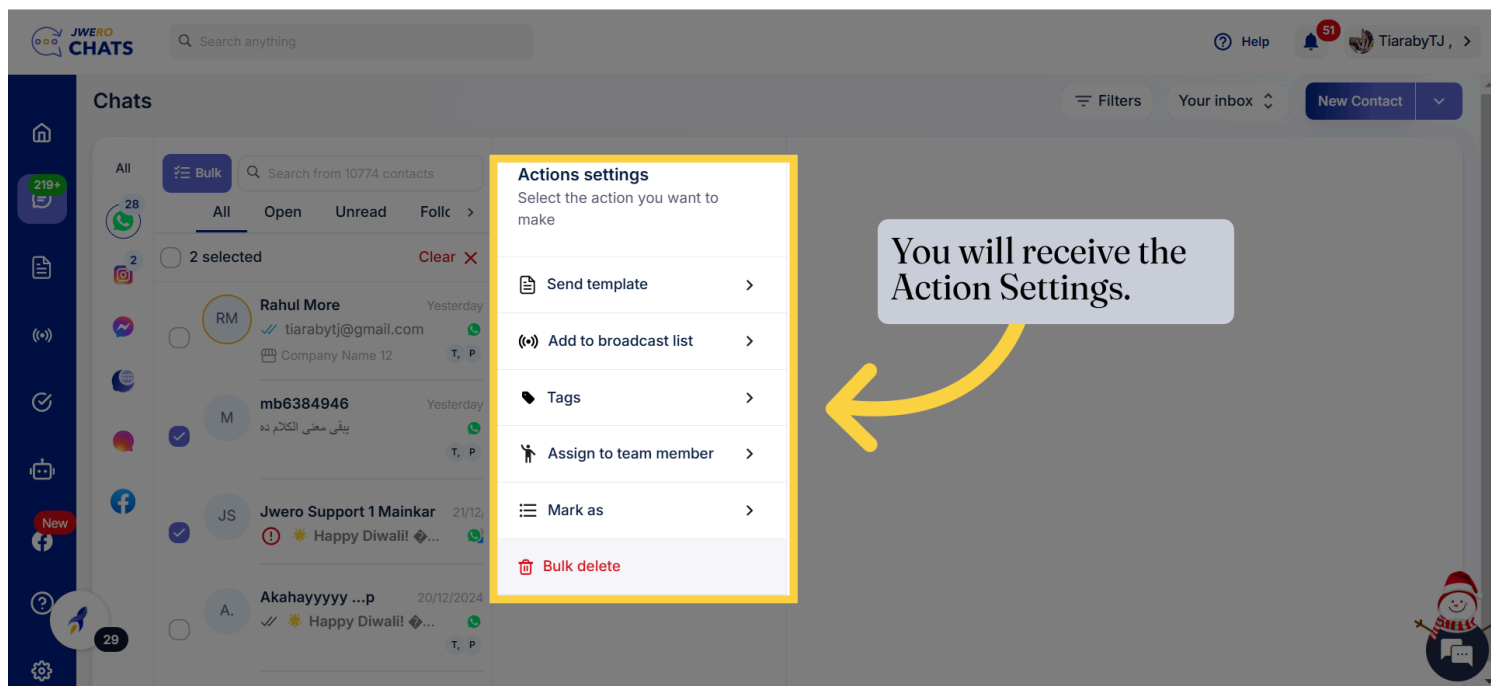 JWERO
CHATS
Search anything
Help
51
TiarabyTJ ,
Chats
Filters
Your inbox
New Contact
219+
New
29
All
28
2
Bulk
Search from 10774 contacts
All Open Unread Follc
2 selected Clear
RM
Rahul More Yesterday
tiarabytj@gmail.com
Company Name 12 T, P
M
mb6384946 Yesterday
يبقى معنى الكلام ده
T, P
JS
Jwero Support 1 Mainkar 21/12,
Happy Diwali! �...
A.
Akahayyyyy ...p 20/12/2024
Happy Diwali! �...
T, P
Actions settings
Select the action you want to
make
Send template
Add to broadcast list
Tags
Assign to team member
Mark as
Bulk delete
You will receive the
Action Settings.